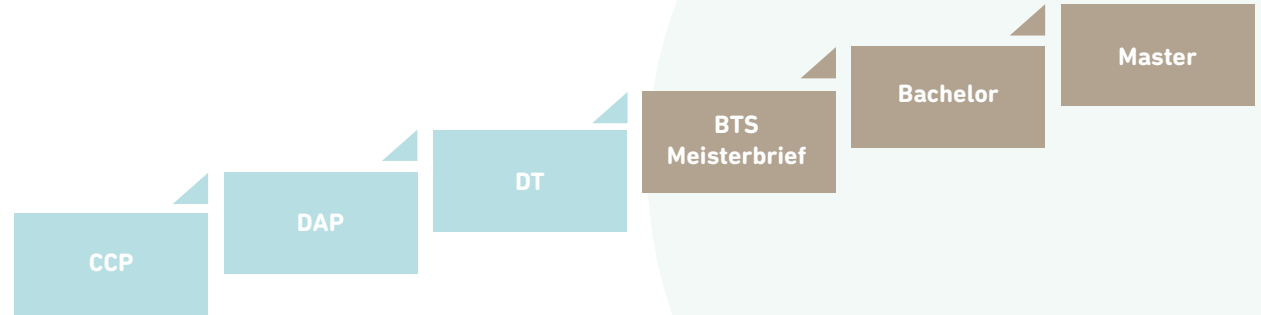 CCP
DAP
DT
BTS
Meisterbrief
Bachelor
Master